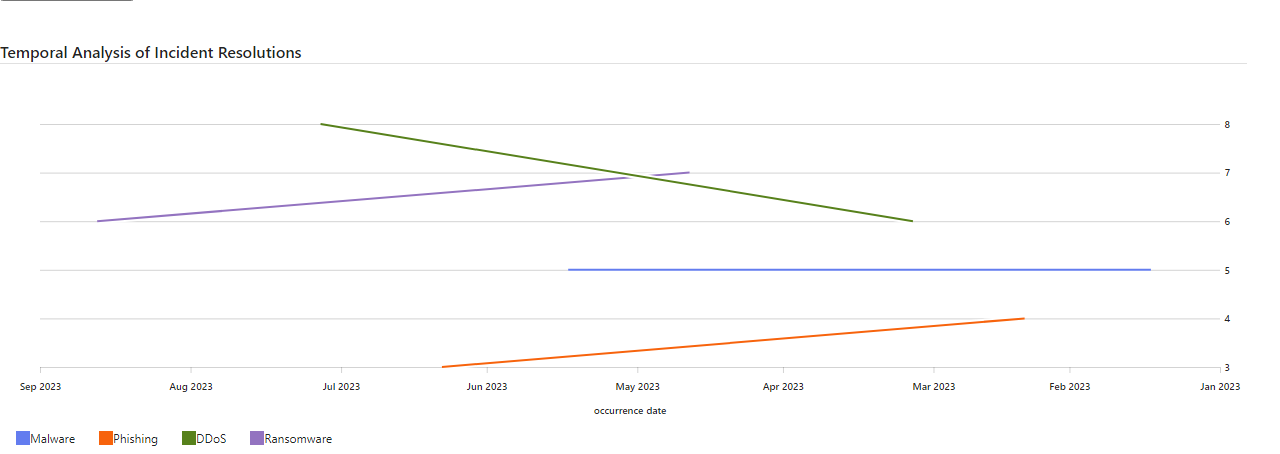 Temporal Analysis of Incident Resolutions
8
7
6
5
4
3
Sep 2023 Aug 2023 Jul 2023 Jun 2023 May 2023 Apr 2023 Mar 2023 Feb 2023 Jan 2023
occurrence date
Malware Phishing DDoS Ransomware